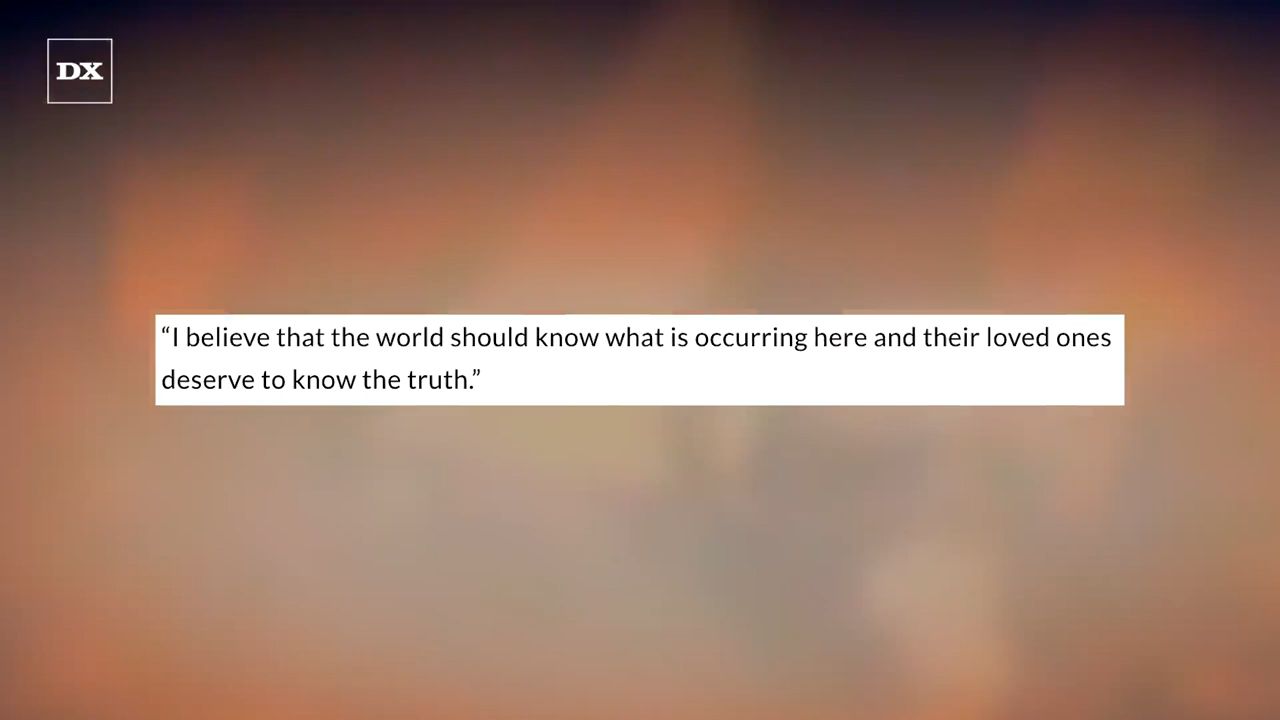 DX
“I believe that the world should know what is occurring here and their loved ones
deserve to know the truth.”